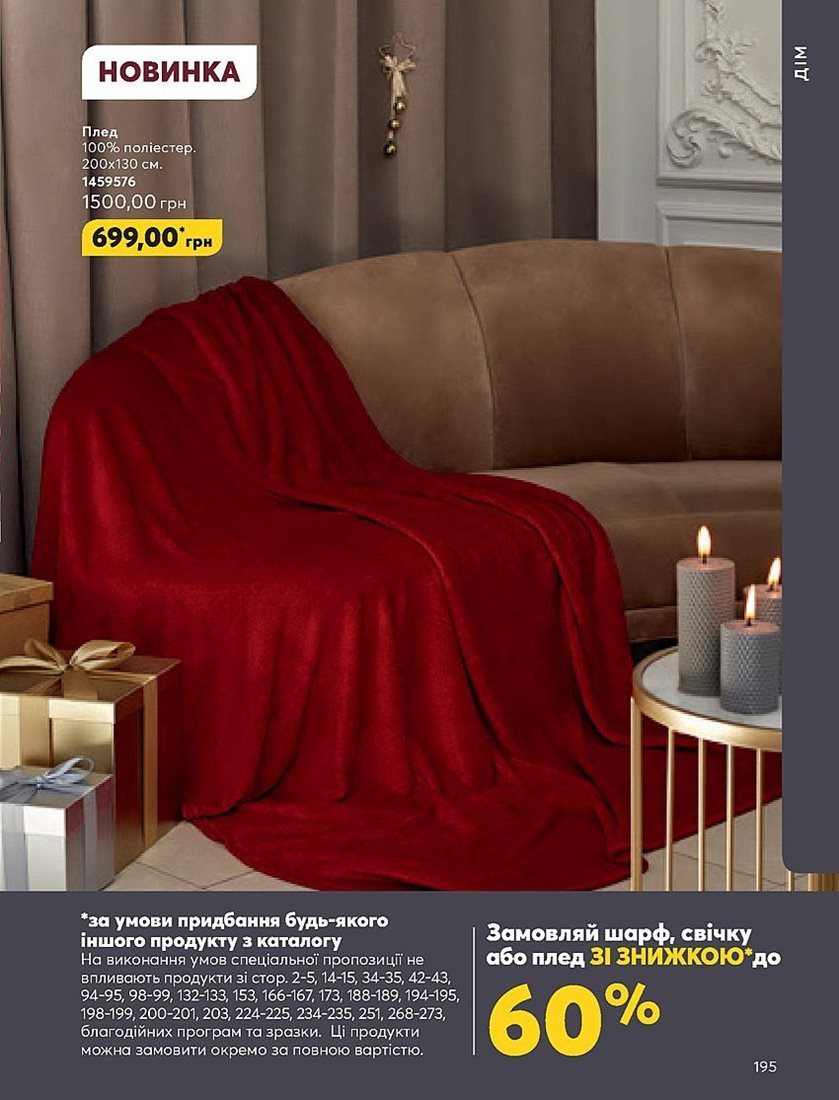 НОВИНКА
ДІМ
Плед
100% поліестер.
200х130 см.
1459576
1500,00 грн
699,00* грн
*за умови придбання будь-якого
іншого продукту з каталогу
На виконання умов спеціальної пропозиції не
впливають продукти зі стор. 2-5, 14-15, 34-35, 42-43,
94-95, 98-99, 132-133, 153, 166-167, 173, 188-189, 194-195,
198-199, 200-201, 203, 224-225, 234-235, 251, 268-273,
благодійних програм та зразки. Ці продукти
можна замовити окремо за повною вартістю.
Замовляй шарф, свічку
або плед ЗІ ЗНИЖКОЮ* до
60%
195